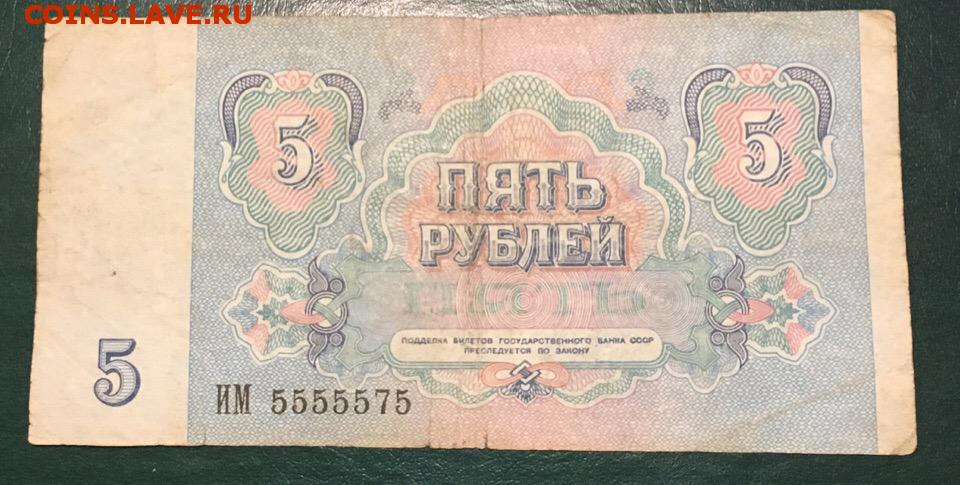 COINS.LAVE.RU
5
5
ПЯТЬ
РУБЛЕЙ
ПОДДЕЛКА БИЛЕТОВ ГОСУДАРСТВЕННОГО БАНКА СССР
ПРЕСЛЕДУЕТСЯ ПО ЗАКОНУ
5
ИМ 5555575